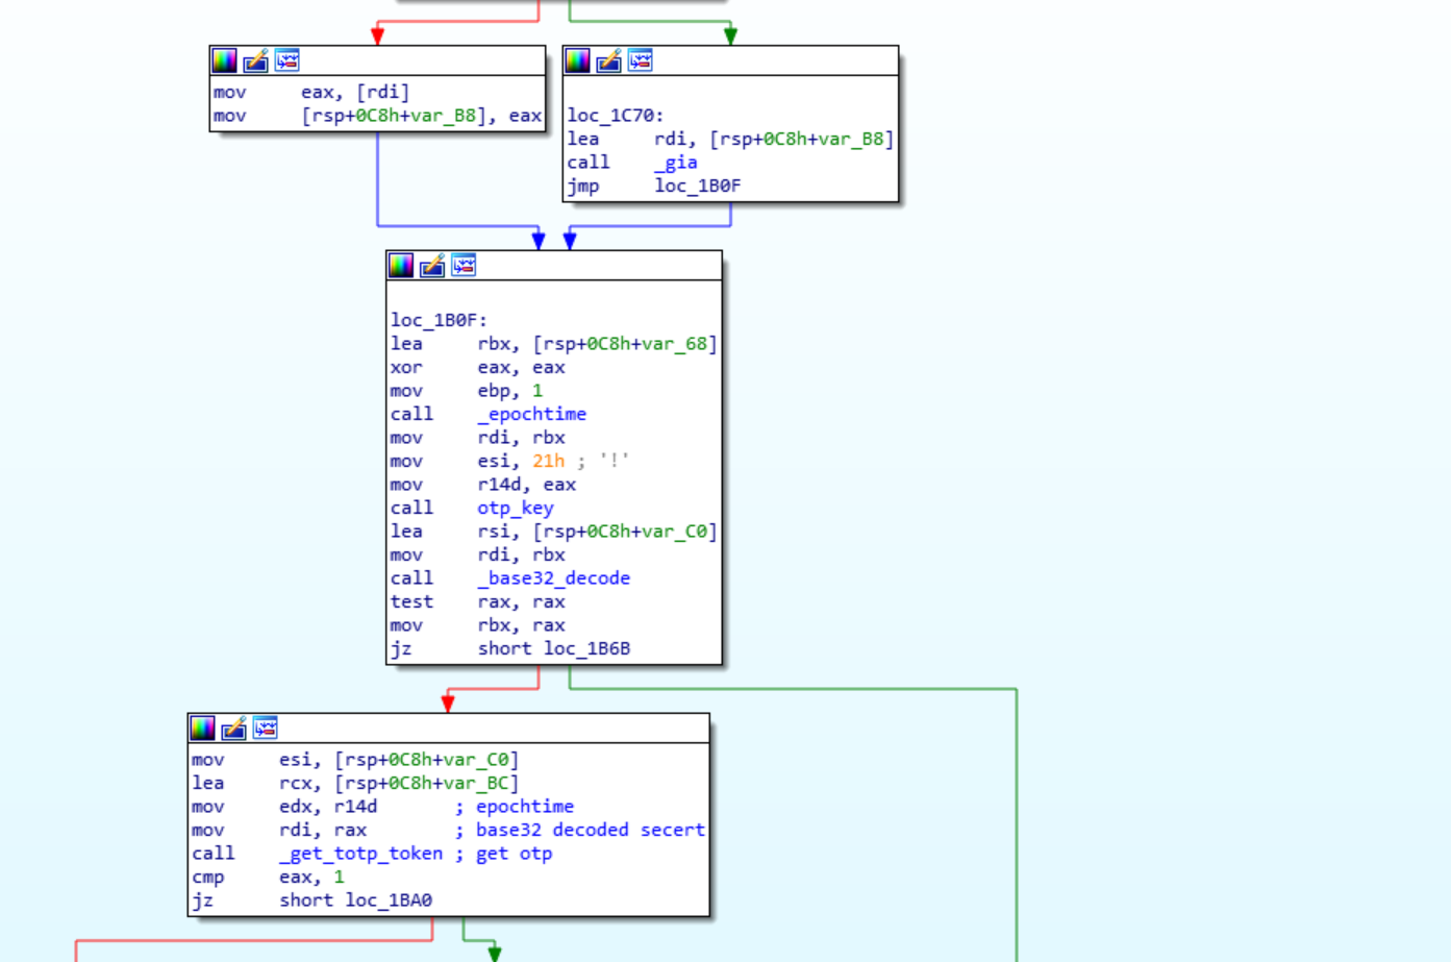 mov eax, [rdi]
mov [rsp+0C8h+var_B8], eax
loc_1C70:
lea rdi, [rsp+0C8h+var_B8]
call _gia
jmp loc_1B0F
loc_1B0F:
lea rbx, [rsp+0C8h+var_68]
xor eax, eax
mov ebp, 1
call _epochtime
mov rdi, rbx
mov esi, 21h ; '!'
mov r14d, eax
call otp_key
lea rsi, [rsp+0C8h+var_C0]
mov rdi, rbx
call _base32_decode
test rax, rax
mov rbx, rax
jz short loc_1B6B
mov esi, [rsp+0C8h+var_C0]
lea rcx, [rsp+0C8h+var_BC]
mov edx, r14d ; epochtime
mov rdi, rax ; base32 decoded secert
call _get_totp_token ; get otp
cmp eax, 1
jz short loc_1BA0